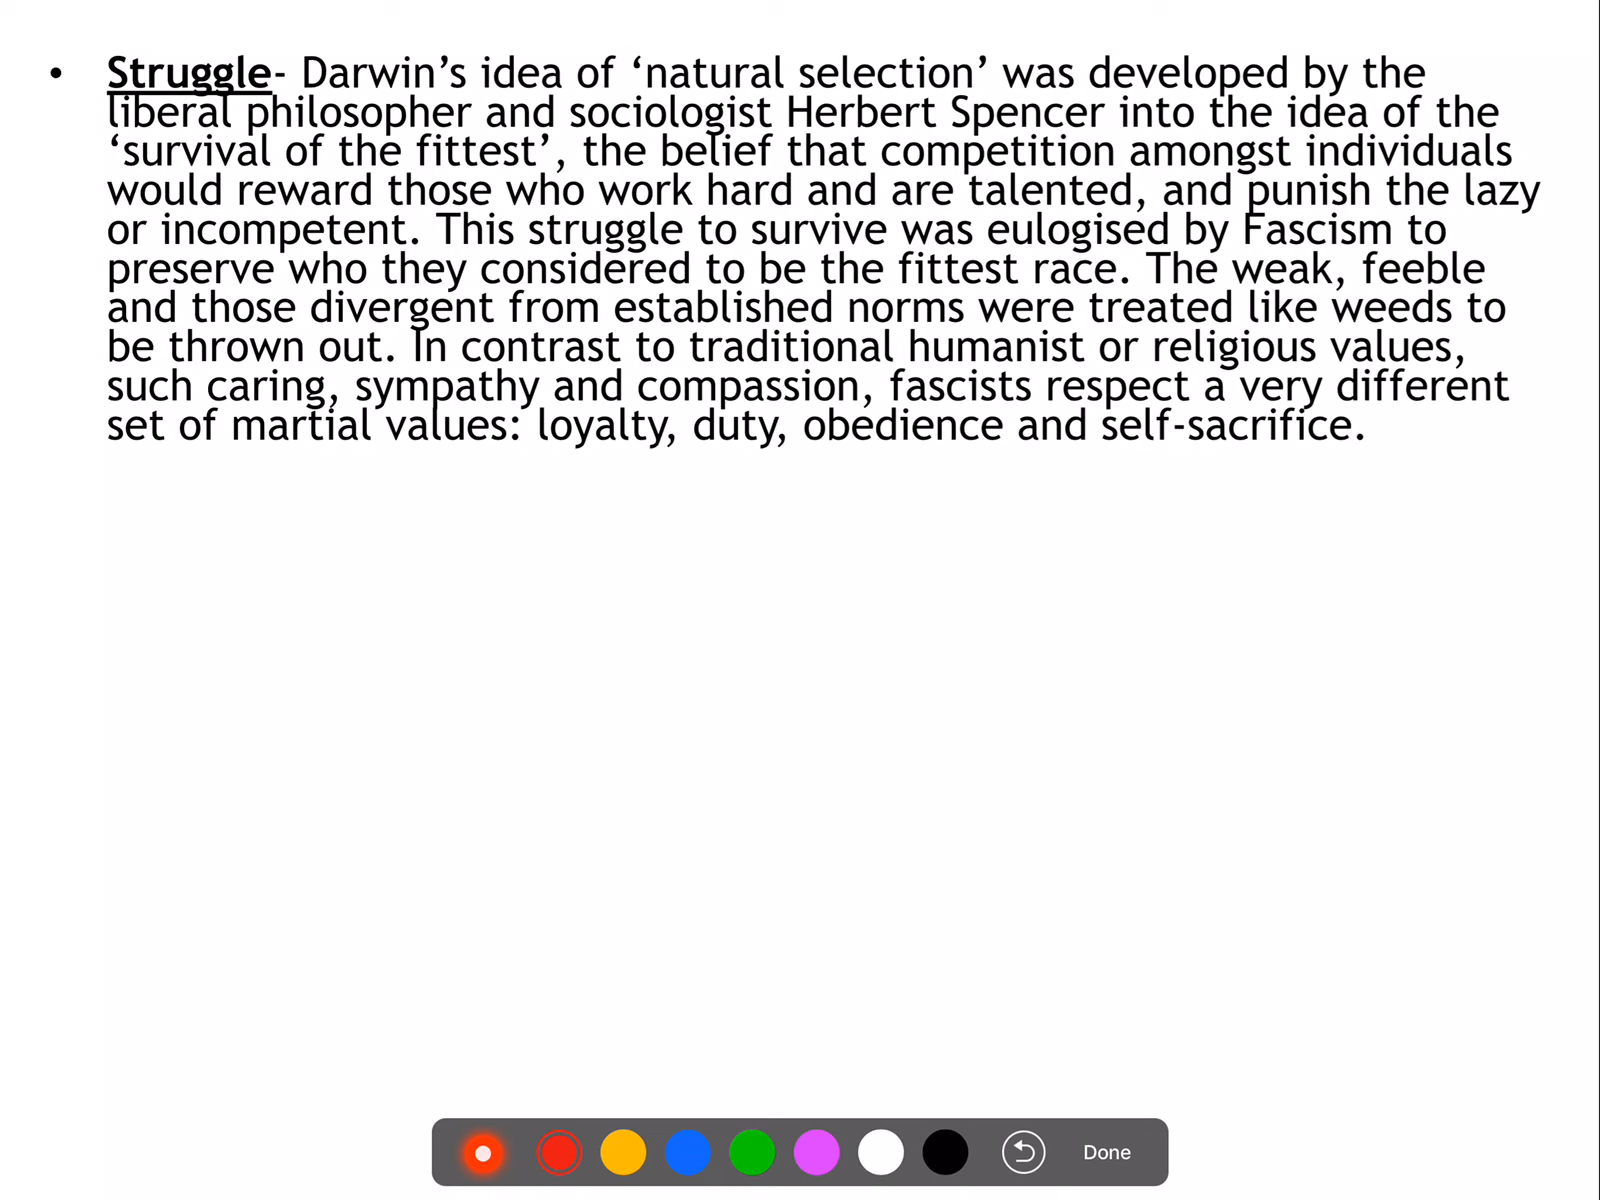 • Struggle- Darwin’s idea of ‘natural selection’ was developed by the
liberal philosopher and sociologist Herbert Spencer into the idea of the
‘survival of the fittest’, the belief that competition amongst individuals
would reward those who work hard and are talented, and punish the lazy
or incompetent. This struggle to survive was eulogised by Fascism to
preserve who they considered to be the fittest race. The weak, feeble
and those divergent from established norms were treated like weeds to
be thrown out. In contrast to traditional humanist or religious values,
such caring, sympathy and compassion, fascists respect a very different
set of martial values: loyalty, duty, obedience and self-sacrifice.
Done